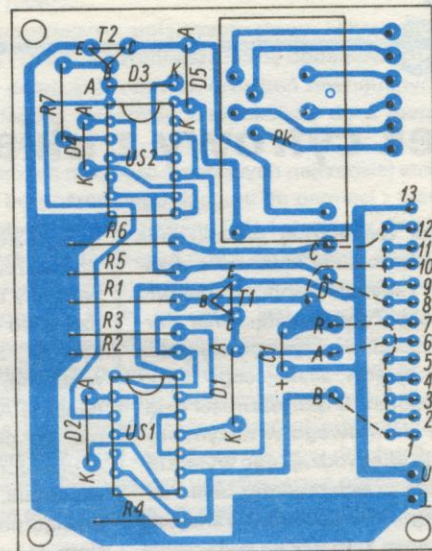 T2
E C A
B
A D3 K D5
R7 A
D4 K
US2
K
Pk
R6
R5
R1
R3
R2
E
B T1
C
A
D1
K
C
D
R
C1
A
+
B
A
D2
K
US1
R4
13
12
11
10
9
8
7
6
5
4
3
2
1
U
⊥